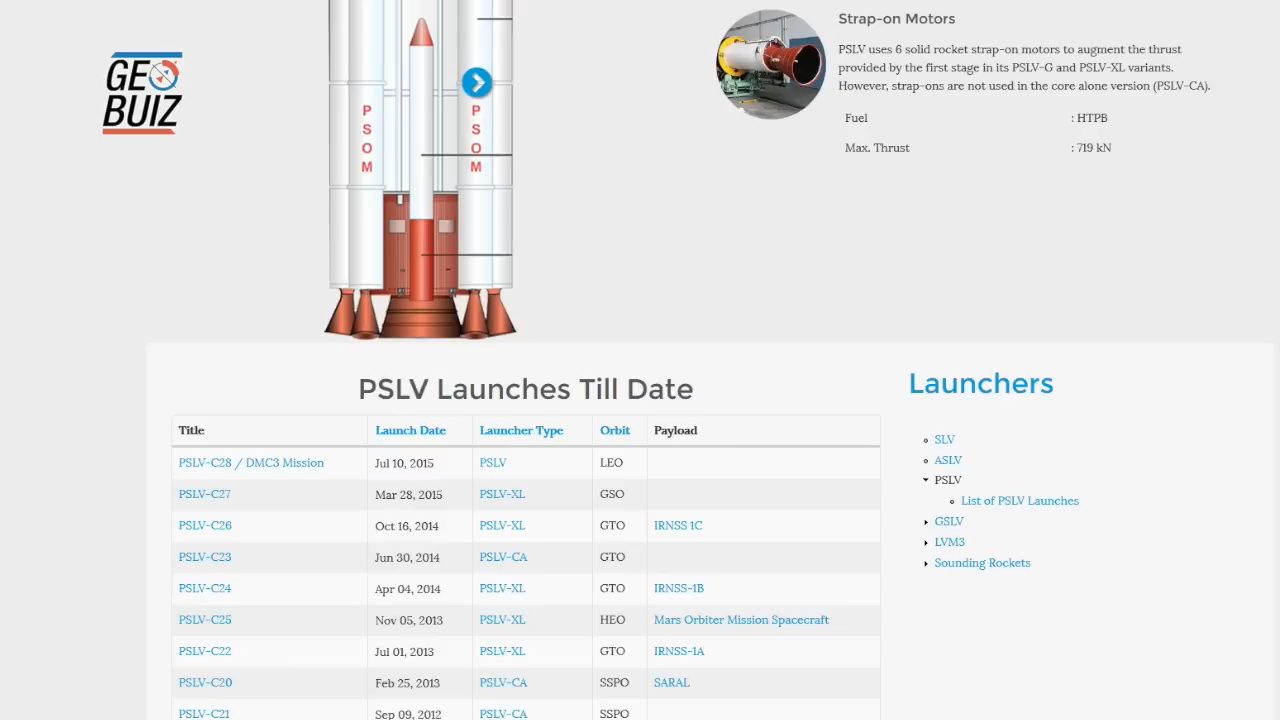 GEO
BUIZ
P
S
O
M
P
S
O
M
Strap-on Motors
PSLV uses 6 solid rocket strap-on motors to augment the thrust
provided by the first stage in its PSLV-G and PSLV-XL variants.
However, strap-ons are not used in the core alone version (PSLV-CA).
Fuel : HTPB
Max. Thrust : 719 kN
PSLV Launches Till Date
Title Launch Date Launcher Type Orbit Payload
PSLV-C28 / DMC3 Mission Jul 10, 2015 PSLV LEO
PSLV-C27 Mar 28, 2015 PSLV-XL GSO
PSLV-C26 Oct 16, 2014 PSLV-XL GTO IRNSS 1C
PSLV-C23 Jun 30, 2014 PSLV-CA GTO
PSLV-C24 Apr 04, 2014 PSLV-XL GTO IRNSS-1B
PSLV-C25 Nov 05, 2013 PSLV-XL HEO Mars Orbiter Mission Spacecraft
PSLV-C22 Jul 01, 2013 PSLV-XL GTO IRNSS-1A
PSLV-C20 Feb 25, 2013 PSLV-CA SSPO SARAL
PSLV-C21 Sep 09, 2012 PSLV-CA SSPO
Launchers
SLV
ASLV
PSLV
List of PSLV Launches
GSLV
LVM3
Sounding Rockets